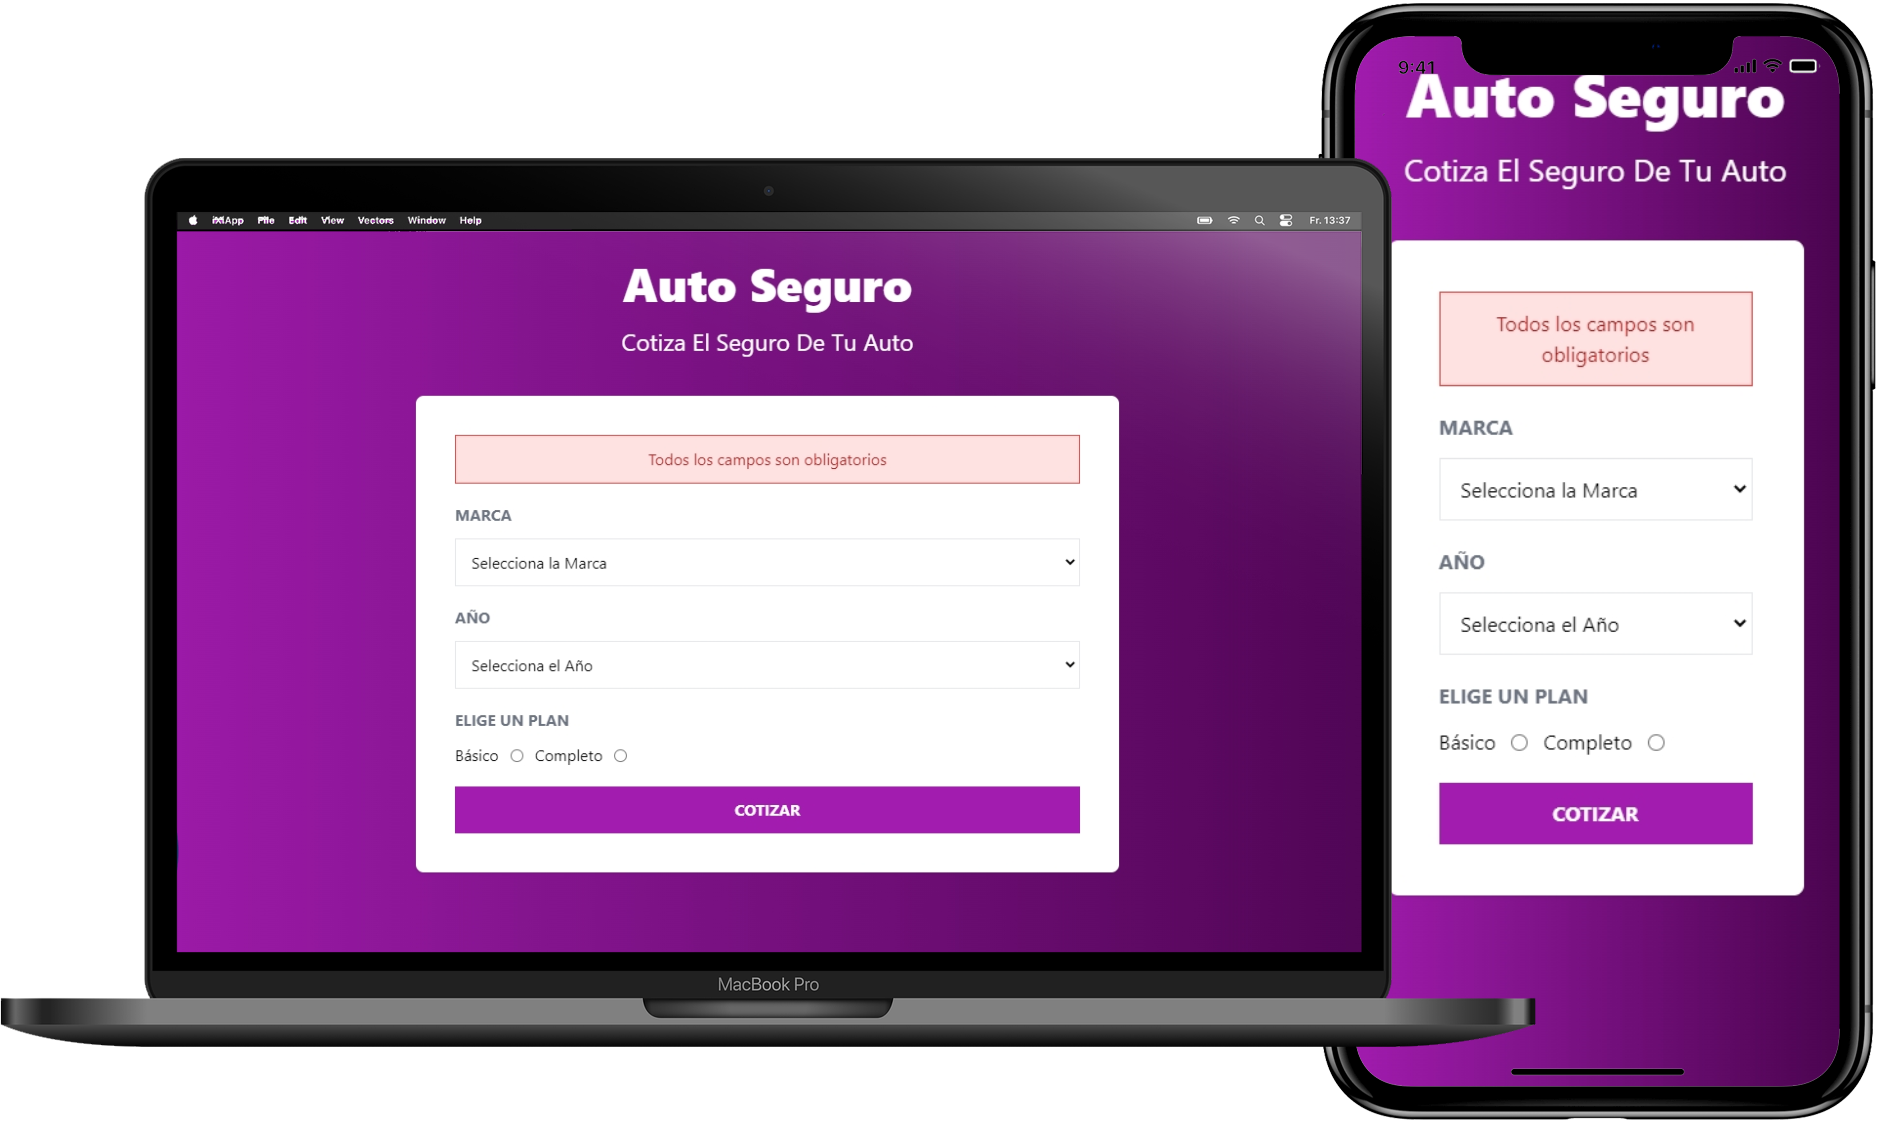 App Edit View Vectors Window Help
Fr. 13:37
Auto Seguro
Cotiza El Seguro De Tu Auto
Todos los campos son obligatorios
MARCA
Selecciona la Marca
AÑO
Selecciona el Año
ELIGE UN PLAN
Básico Completo
COTIZAR
MacBook Pro
9:41
Auto Seguro
Cotiza El Seguro De Tu Auto
Todos los campos son
obligatorios
MARCA
Selecciona la Marca
AÑO
Selecciona el Año
ELIGE UN PLAN
Básico Completo
COTIZAR